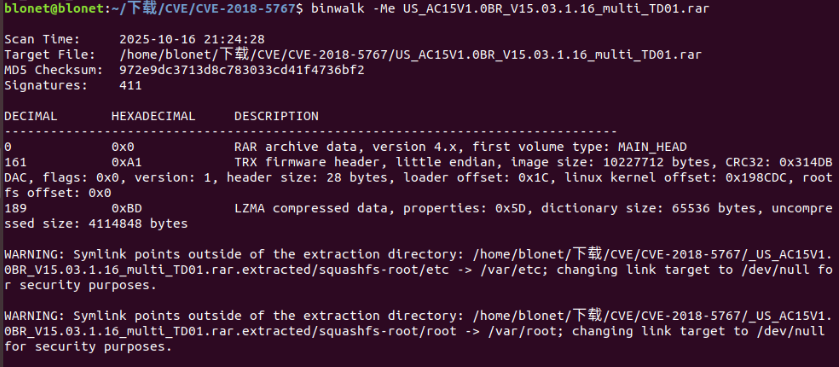 blonet@blonet:~/下载/CVE/CVE-2018-5767$ binwalk -Me US_AC15V1.0BR_V15.03.1.16_multi_TD01.rar
Scan Time:     2025-10-16 21:24:28
Target File:   /home/blonet/下载/CVE/CVE-2018-5767/US_AC15V1.0BR_V15.03.1.16_multi_TD01.rar
MD5 Checksum:  972e9dc3713d8c783033cd41f4736bf2
Signatures:    411
DECIMAL       HEXADECIMAL     DESCRIPTION
--------------------------------------------------------------------------------
0             0x0             RAR archive data, version 4.x, first volume type: MAIN_HEAD
161           0xA1            TRX firmware header, little endian, image size: 10227712 bytes, CRC32: 0x314DB
DAC, flags: 0x0, version: 1, header size: 28 bytes, loader offset: 0x1C, linux kernel offset: 0x198CDC, root
fs offset: 0x0
189           0xBD            LZMA compressed data, properties: 0x5D, dictionary size: 65536 bytes, uncompre
ssed size: 4114848 bytes
WARNING: Symlink points outside of the extraction directory: /home/blonet/下载/CVE/CVE-2018-5767/_US_AC15V1.
0BR_V15.03.1.16_multi_TD01.rar.extracted/squashfs-root/etc -> /var/etc; changing link target to /dev/null fo
r security purposes.
WARNING: Symlink points outside of the extraction directory: /home/blonet/下载/CVE/CVE-2018-5767/_US_AC15V1.
0BR_V15.03.1.16_multi_TD01.rar.extracted/squashfs-root/root -> /var/root; changing link target to /dev/null
for security purposes.